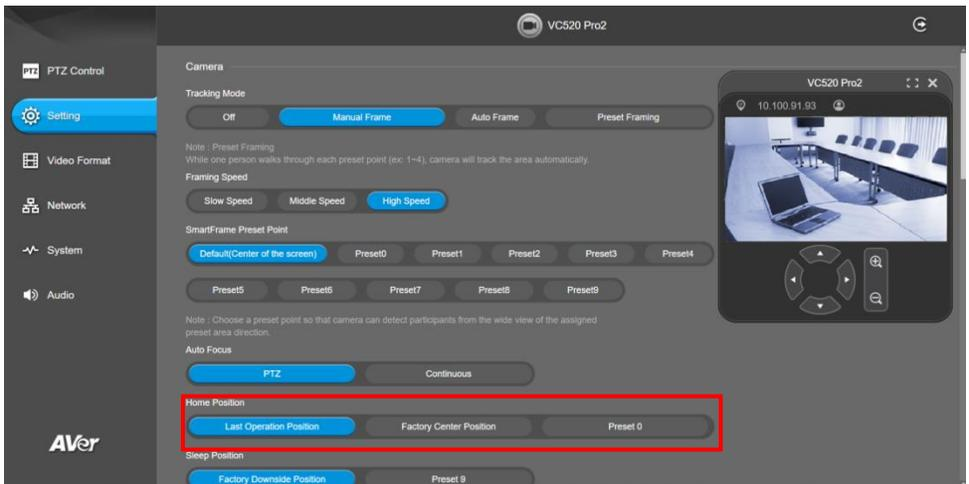 VC520 Pro2
PTZ PTZ Control
Setting
Video Format
Network
System
Audio
AVer
Camera
Tracking Mode
Off Manual Frame Auto Frame Preset Framing
Note : Preset Framing
While one person walks through each preset point (ex: 1~4), camera will track the area automatically.
Framing Speed
Slow Speed Middle Speed High Speed
SmartFrame Preset Point
Default(Center of the screen) Preset0 Preset1 Preset2 Preset3 Preset4
Preset5 Preset6 Preset7 Preset8 Preset9
Note : Choose a preset point so that camera can detect participants from the wide view of the assigned
preset area direction.
Auto Focus
PTZ Continuous
Home Position
Last Operation Position Factory Center Position Preset 0
Sleep Position
Factory Downside Position Preset 9
VC520 Pro2
10.100.91.93